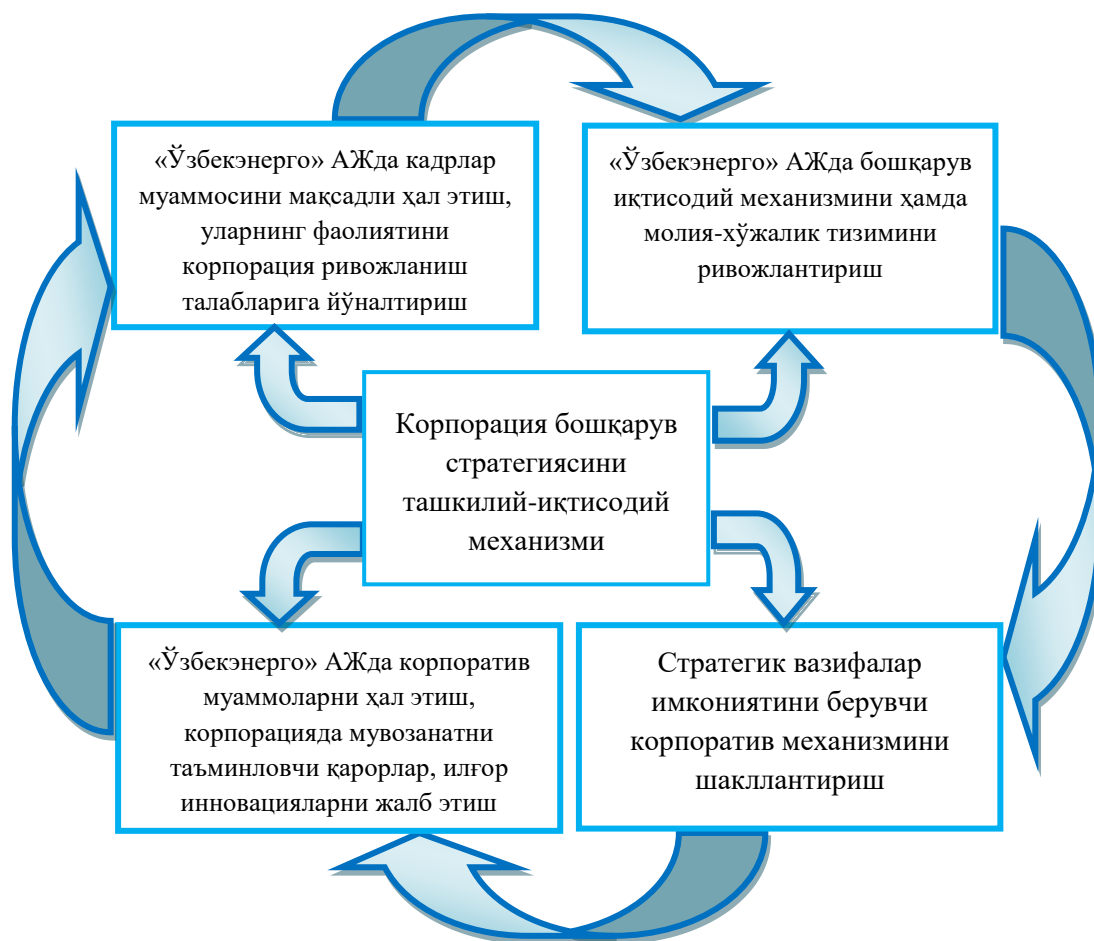 «Ўзбекэнерго» АЖда кадрлар
муаммосини мақсадли ҳал этиш,
уларнинг фаолиятини
корпорация ривожланиш
талабларига йўналтириш
«Ўзбекэнерго» АЖда бошқарув
иқтисодий механизмини ҳамда
молия-хўжалик тизимини
ривожлантириш
Корпорация бошқарув
стратегиясини
ташкилий-иқтисодий
механизми
«Ўзбекэнерго» АЖда корпоратив
муаммоларни ҳал этиш,
корпорацияда мувозанатни
таъминловчи қарорлар, илғор
инновацияларни жалб этиш
Стратегик вазифалар
имкониятини берувчи
корпоратив механизмини
шакллантириш